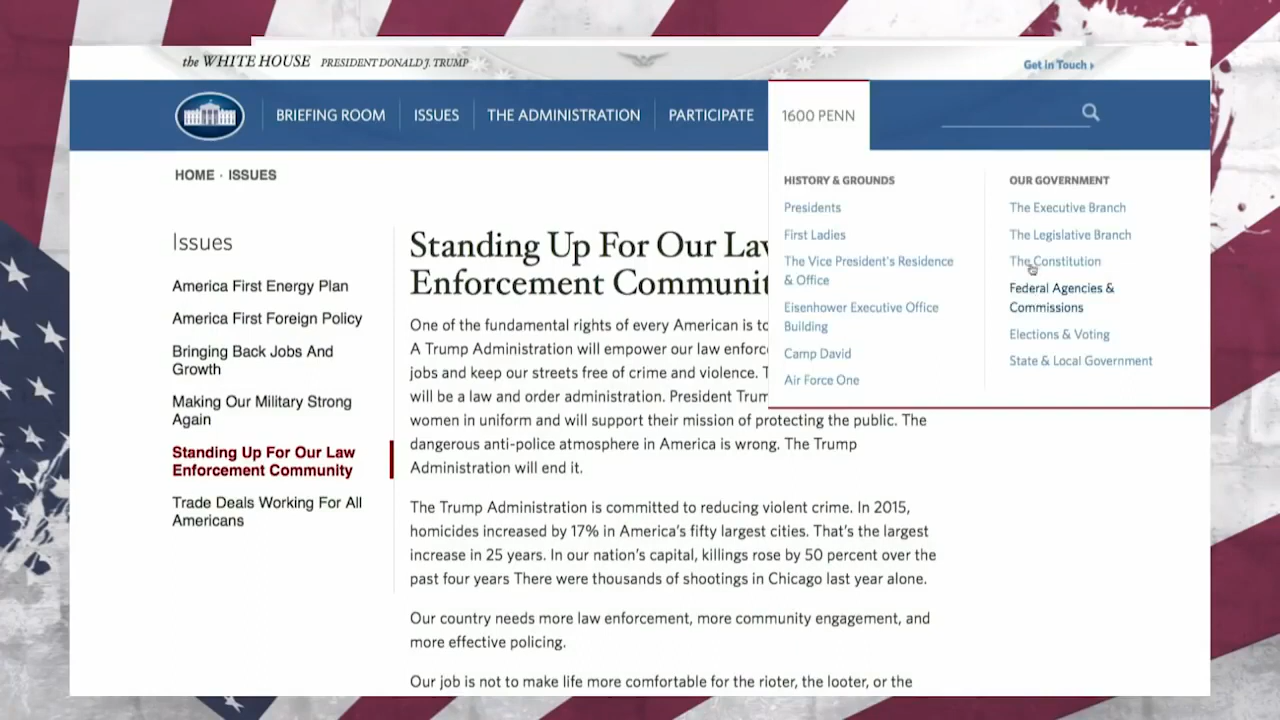 the WHITE HOUSE PRESIDENT DONALD J. TRUMP
Get in Touch
BRIEFING ROOM
ISSUES
THE ADMINISTRATION
PARTICIPATE
1600 PENN
HOME · ISSUES
Issues
America First Energy Plan
America First Foreign Policy
Bringing Back Jobs And
Growth
Making Our Military Strong
Again
Standing Up For Our Law
Enforcement Community
Trade Deals Working For All
Americans
Standing Up For Our
Enforcement
One of the fundamental rights of every American is to
A Trump Administration will empower our law
jobs and keep our streets free of crime and violence.
will be a law and order administration. President
women in uniform and will support their mission of protecting the public. The
dangerous anti-police atmosphere in America is wrong. The Trump
Administration will end it.
The Trump Administration is committed to reducing violent crime. In 2015,
homicides increased by 17% in America's fifty largest cities. That's the largest
increase in 25 years. In our nation's capital, killings rose by 50 percent over the
past four years There were thousands of shootings in Chicago last year alone.
Our country needs more law enforcement, more community engagement, and
more effective policing.
Our job is not to make life more comfortable for the rioter, the looter, or the
HISTORY & GROUNDS
Presidents
First Ladies
The Vice President's Residence
& Office
Eisenhower Executive Office
Building
Camp David
Air Force One
OUR GOVERNMENT
The Executive Branch
The Legislative Branch
The Constitution
Federal Agencies &
Commissions
Elections & Voting
State & Local Government